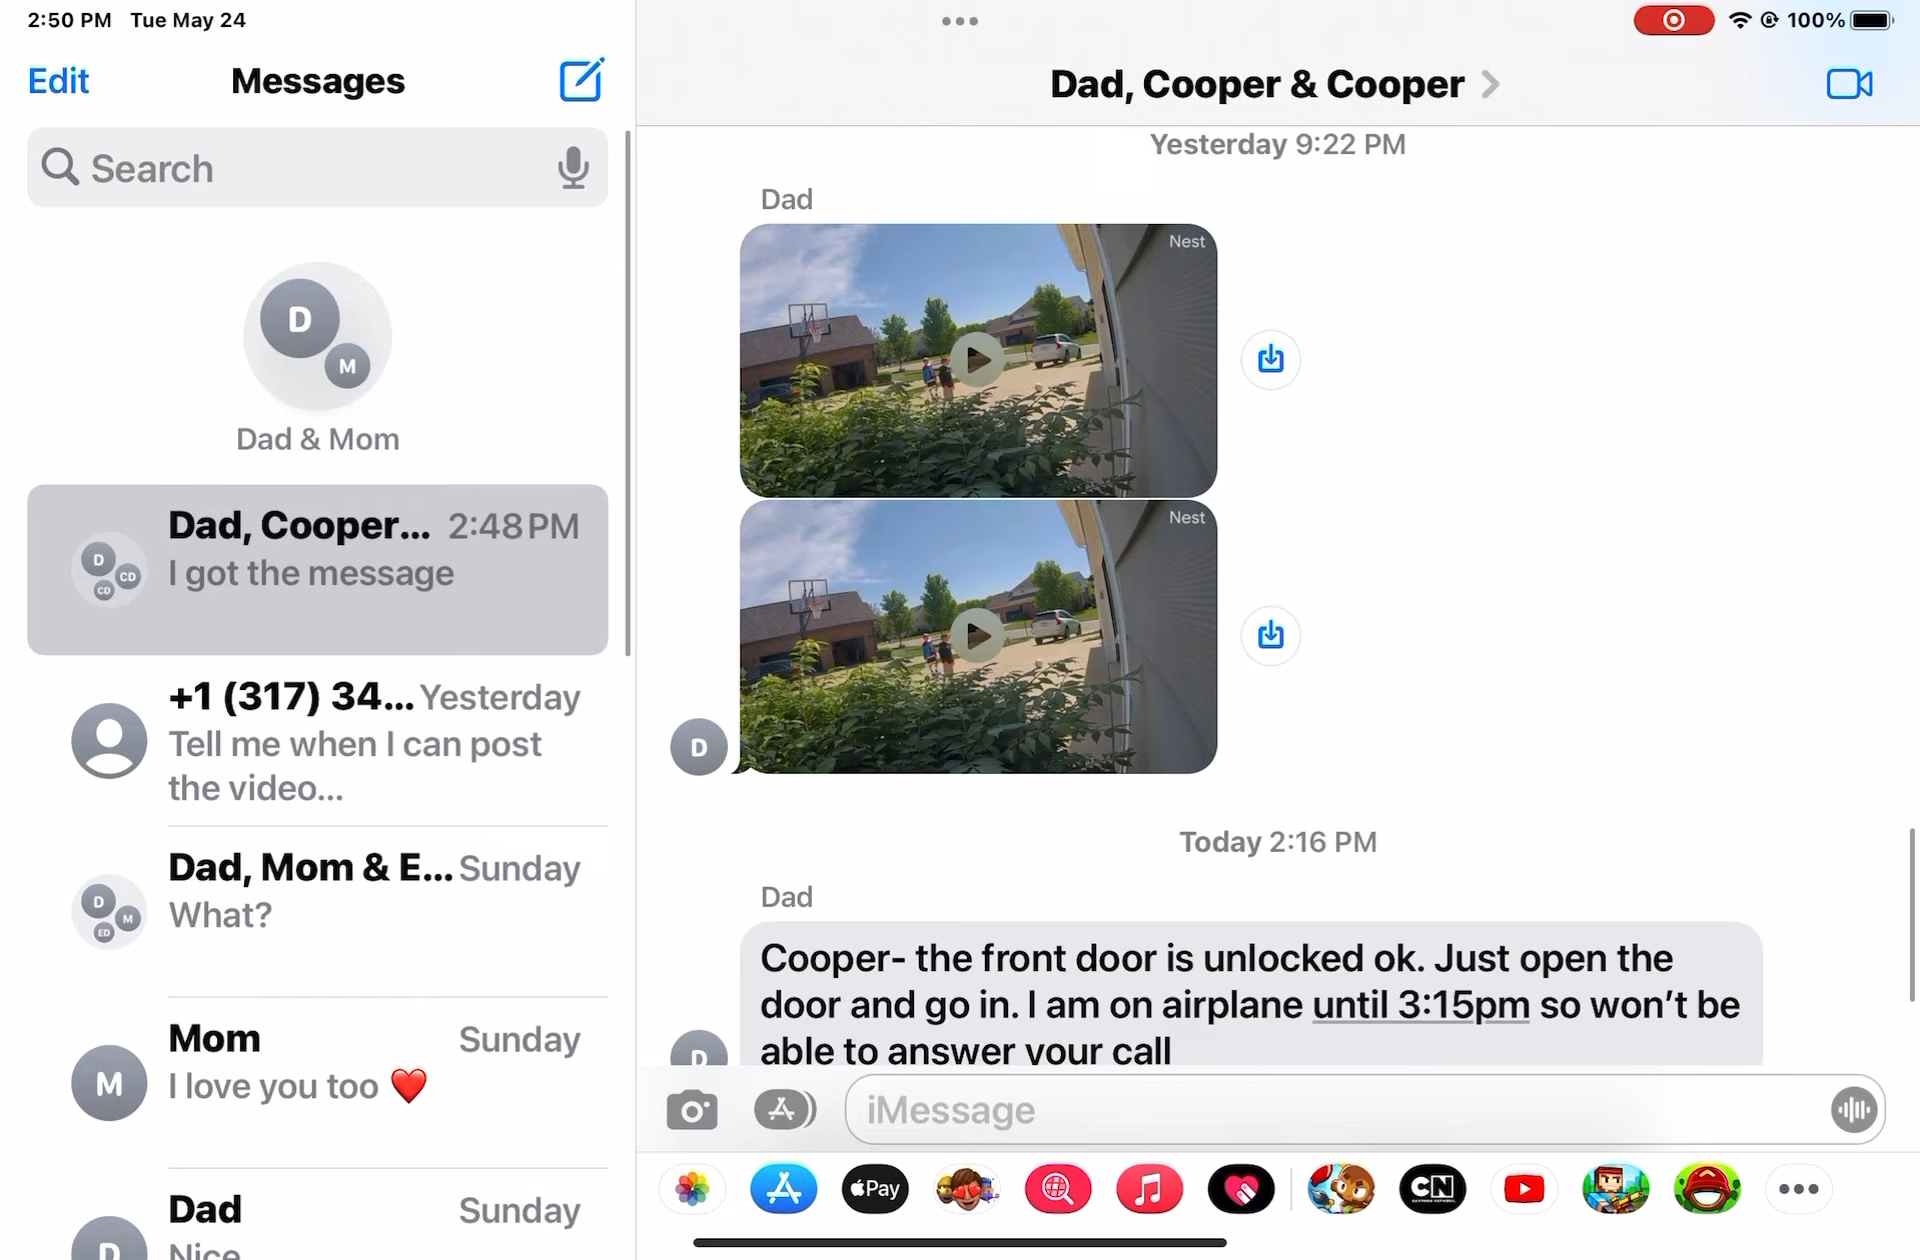 2:50 PM Tue May 24
100%
Edit
Messages
Search
D
M
Dad & Mom
Dad, Cooper... 2:48 PM
I got the message
D
CD
CD
+1 (317) 34... Yesterday
Tell me when I can post
the video...
Dad, Mom & E... Sunday
What?
D
M
ED
Mom Sunday
I love you too ❤️
M
Dad Sunday
Nice
D
Dad, Cooper & Cooper
Yesterday 9:22 PM
Dad
Nest
Nest
D
Today 2:16 PM
Dad
Cooper- the front door is unlocked ok. Just open the
door and go in. I am on airplane until 3:15pm so won’t be
able to answer your call
D
iMessage
Pay
CN